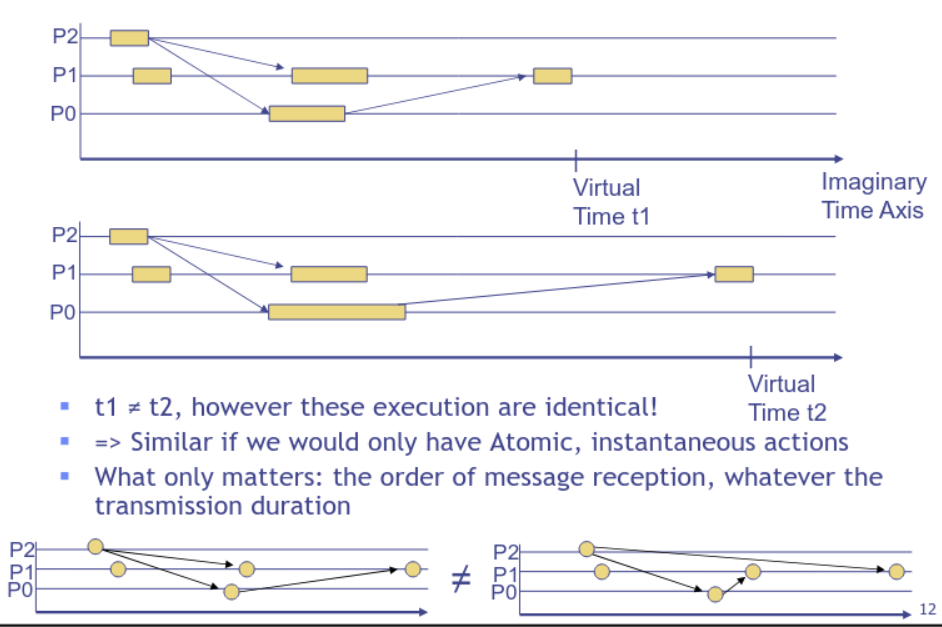 P2
P1
P0
Virtual
Time t1
Imaginary
Time Axis
P2
P1
P0
Virtual
Time t2
▪ t1 ≠ t2, however these execution are identical!
▪ => Similar if we would only have Atomic, instantaneous actions
▪ What only matters: the order of message reception, whatever the
transmission duration
P2
P1
P0
≠
P2
P1
P0
12